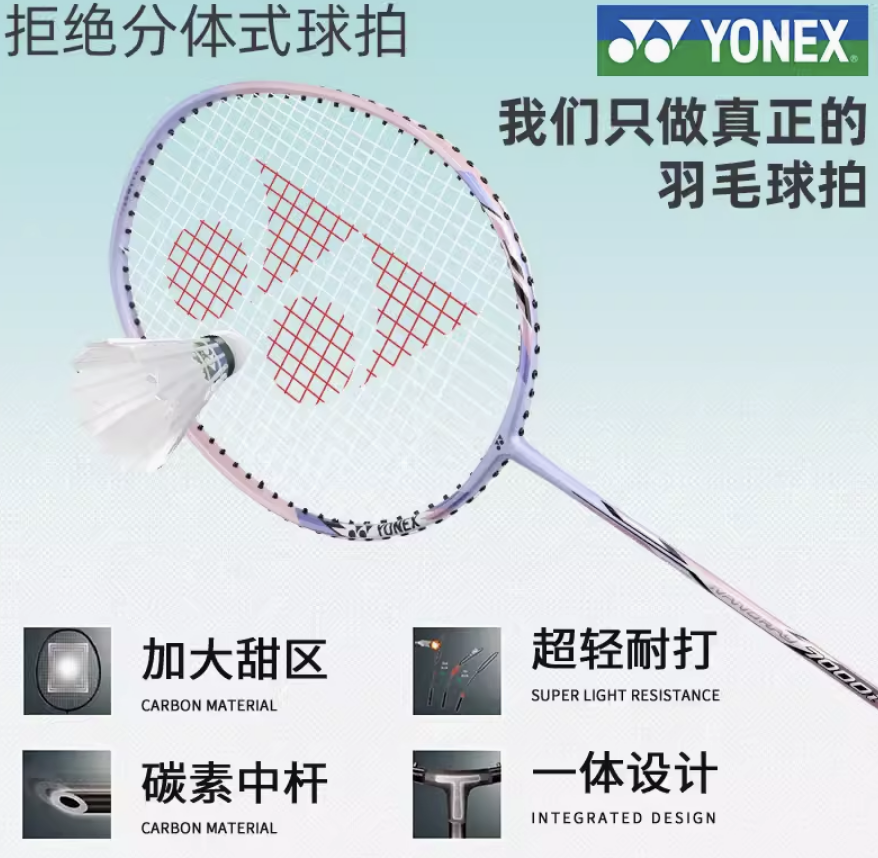 拒绝分体式球拍
YONEX®
我们只做真正的
羽毛球拍
YONEX
NANORAY 7000I
加大甜区
CARBON MATERIAL
超轻耐打
SUPER LIGHT RESISTANCE
碳素中杆
CARBON MATERIAL
一体设计
INTEGRATED DESIGN